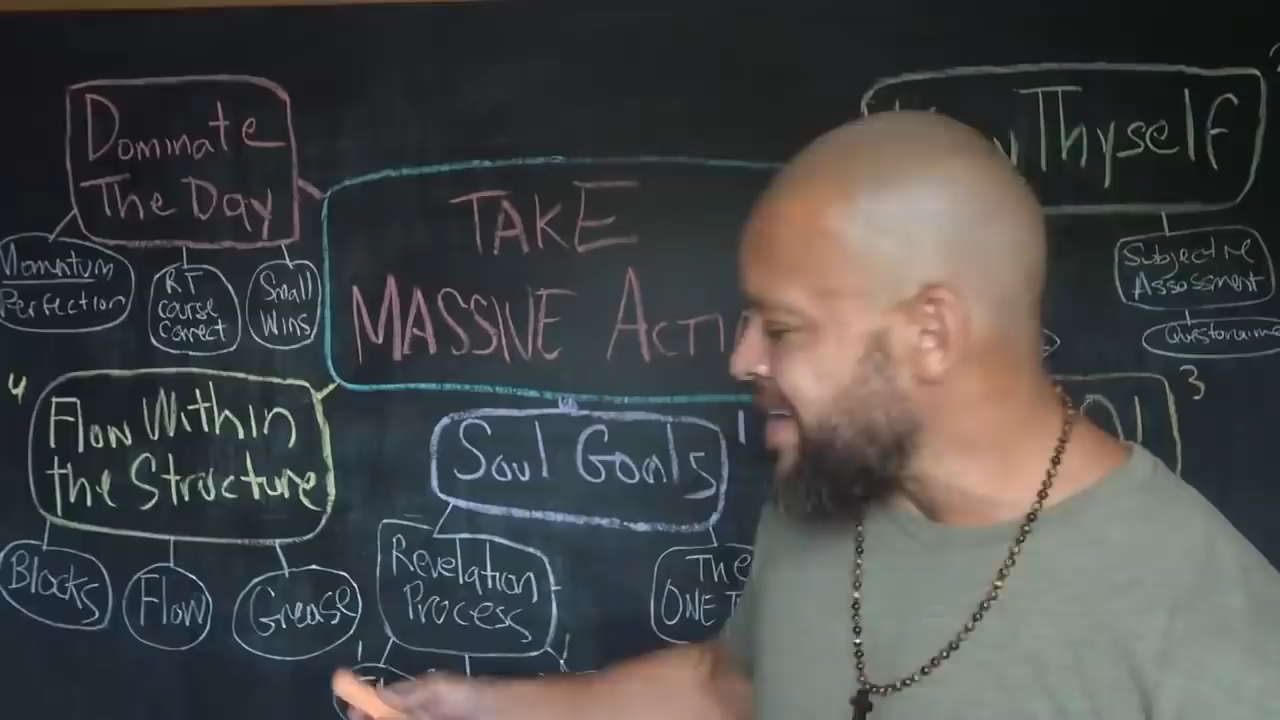 Dominate
The Day
Momentum
Perfection
RT
course
correct
Small
Wins
TAKE
MASSIVE ACTI
Thyself
Subjective
Assessment
3
4
Flow Within
the Structure
Blocks
Flow
Grease
Soul Goals
1
Revelation
Process
The
ONE T